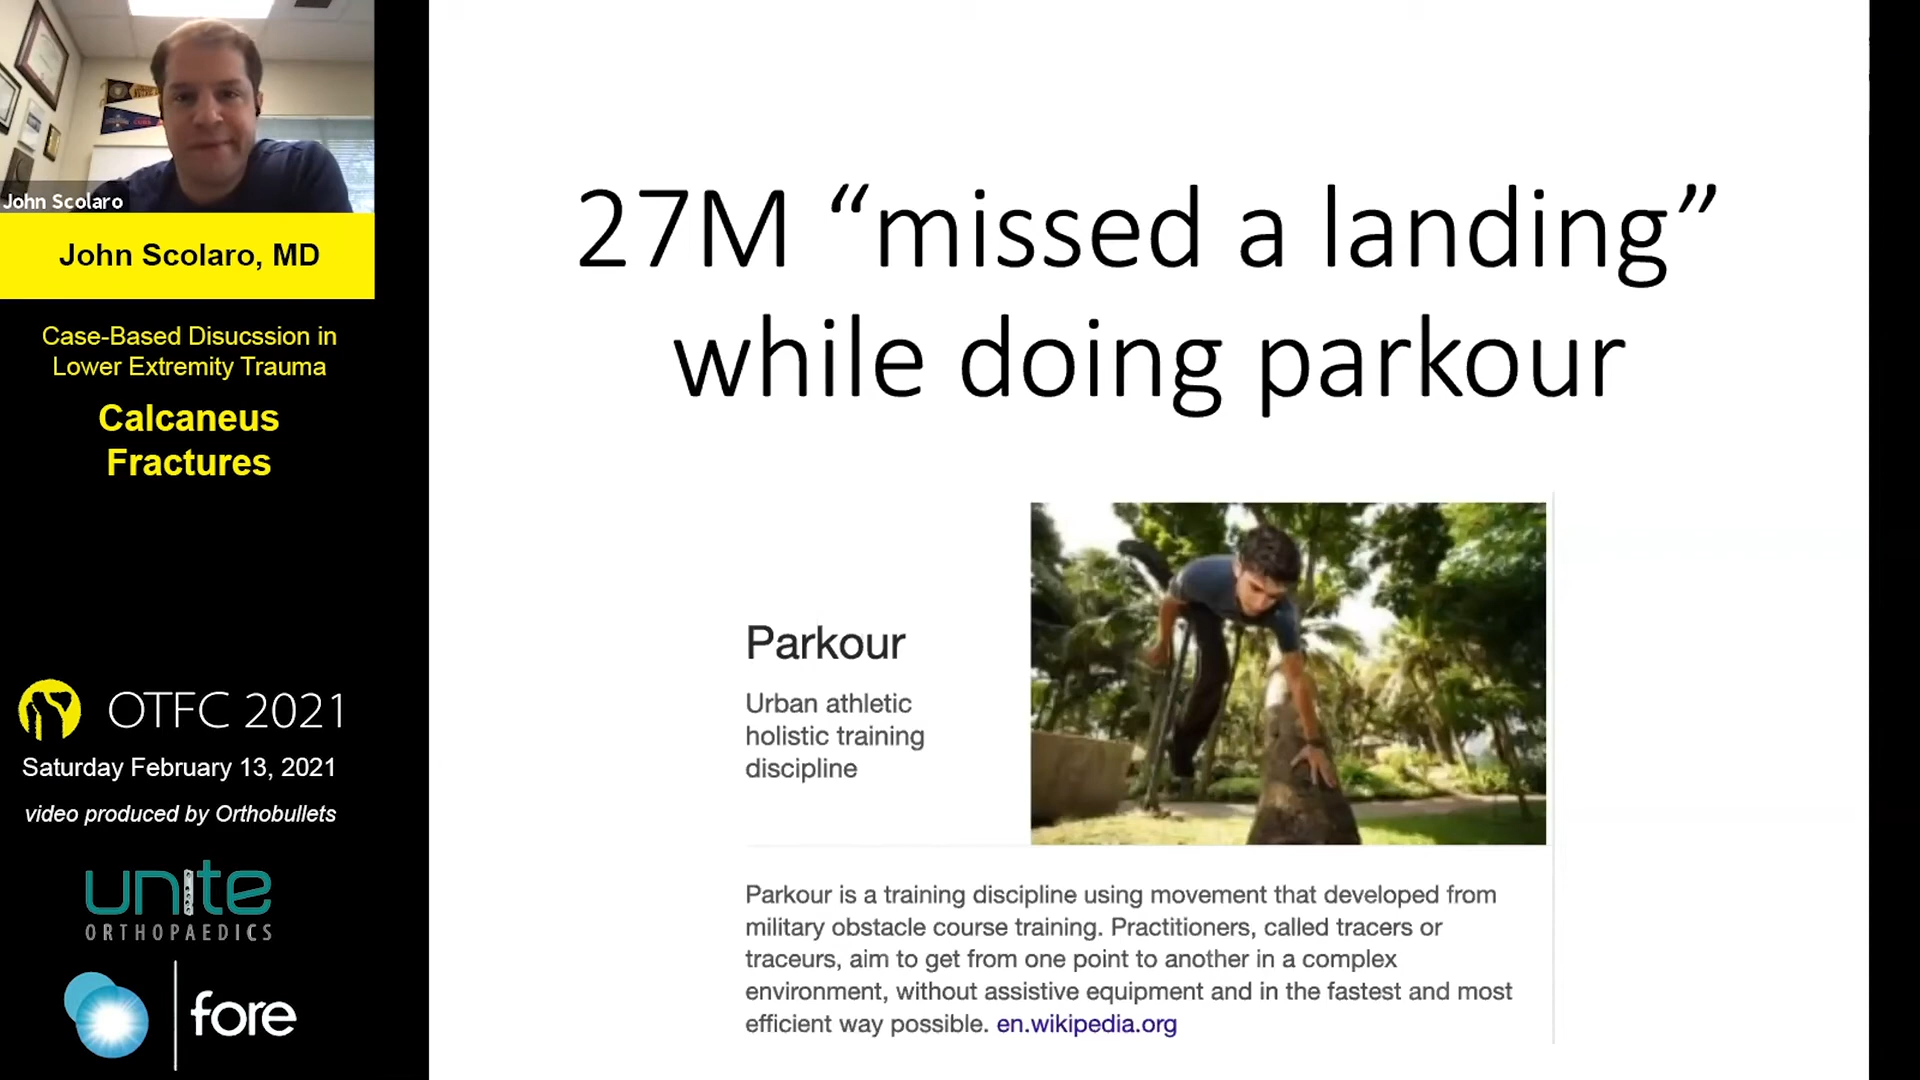 John Scolaro
John Scolaro, MD
Case-Based Disucssion in
Lower Extremity Trauma
Calcaneus
Fractures
OTFC 2021
Saturday February 13, 2021
video produced by Orthobullets
unite
ORTHOPAEDICS
fore
27M “missed a landing”
while doing parkour
Parkour
Urban athletic
holistic training
discipline
Parkour is a training discipline using movement that developed from
military obstacle course training. Practitioners, called tracers or
traceurs, aim to get from one point to another in a complex
environment, without assistive equipment and in the fastest and most
efficient way possible. en.wikipedia.org